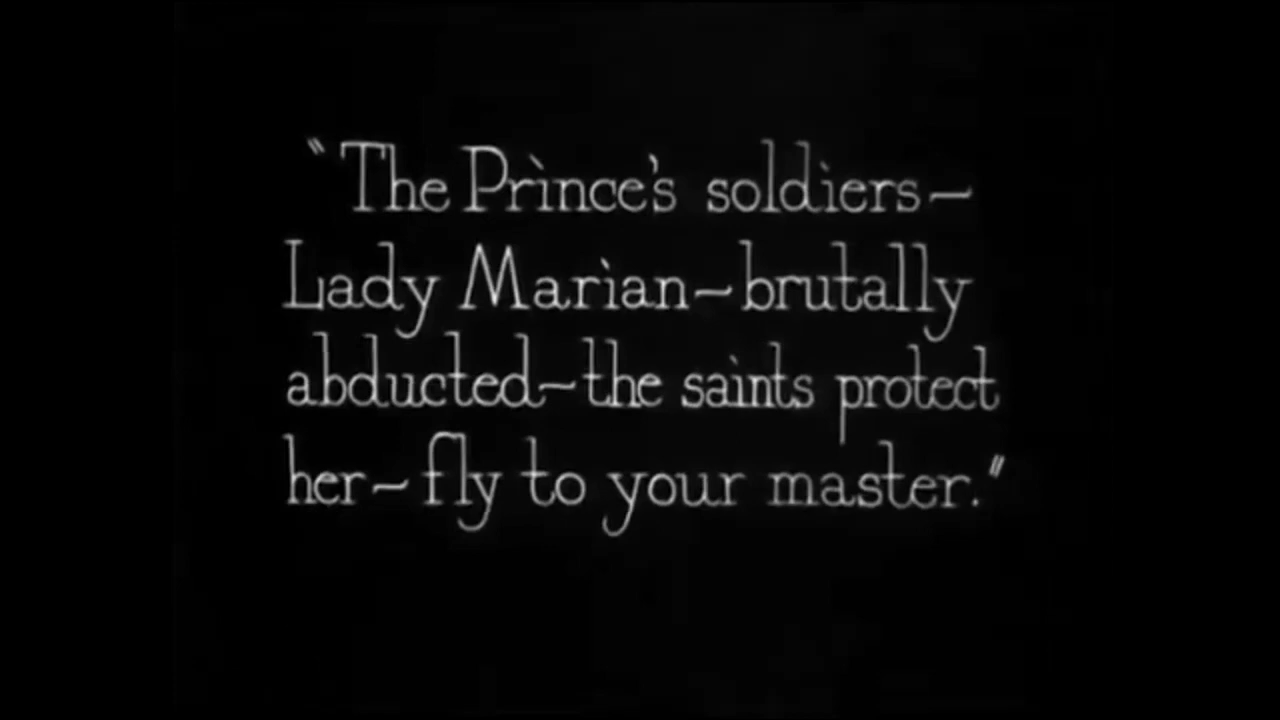 "The Prince's soldiers—
Lady Marian—brutally
abducted—the saints protect
her—fly to your master."